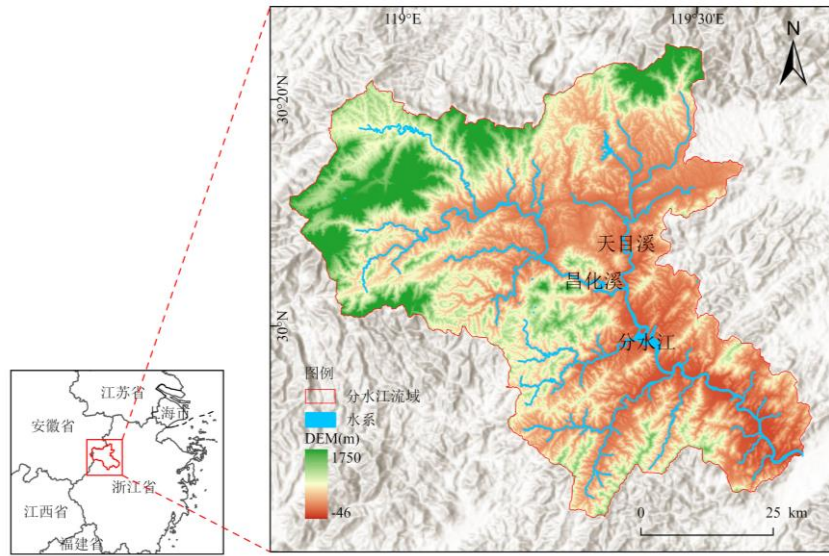 119°E
119°30'E
N
30°20'N
天目溪
昌化溪
30°N
分水江
图例
分水江流域
水系
DEM(m)
1750
-46
0
25 km
江苏省
上海市
安徽省
浙江省
江西省
福建省